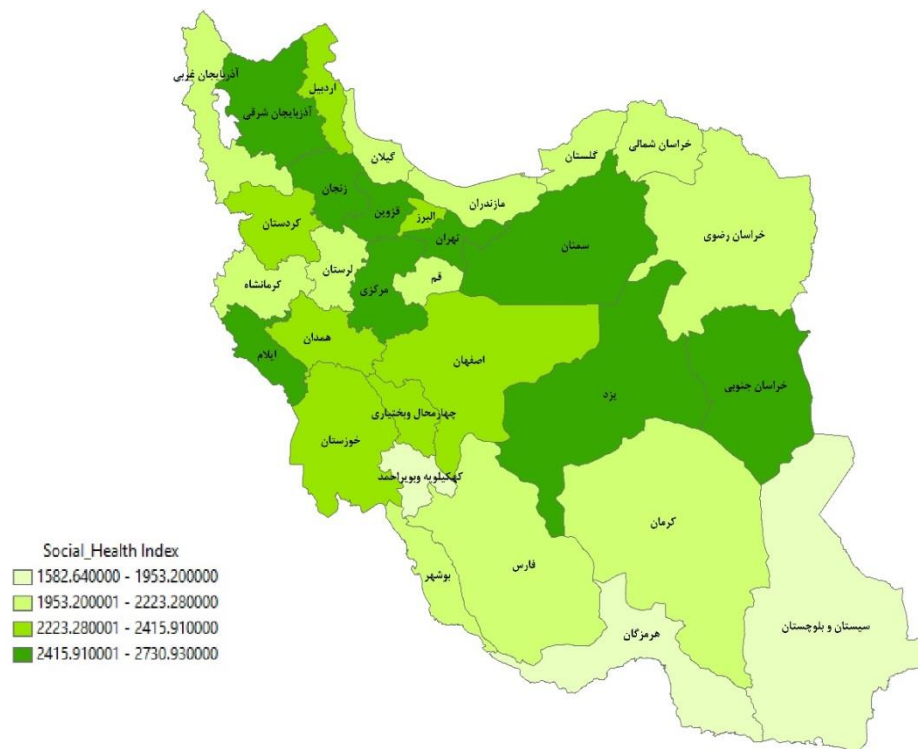 آذربایجان غربی
اردبیل
آذربایجان شرقی
گیلان
گلستان
خراسان شمالی
زنجان
مازندران
قزوین
البرز
کردستان
تهران
سمنان
خراسان رضوی
لرستان
قم
کرمانشاه
مرکزی
همدان
ایلام
اصفهان
خراسان جنوبی
یزد
چهارمحال وبختیاری
خوزستان
کهکیلویه وبویراحمد
کرمان
فارس
بوشهر
سیستان و بلوچستان
هرمزگان
Social_Health Index
1582.640000 - 1953.200000
1953.200001 - 2223.280000
2223.280001 - 2415.910000
2415.910001 - 2730.930000